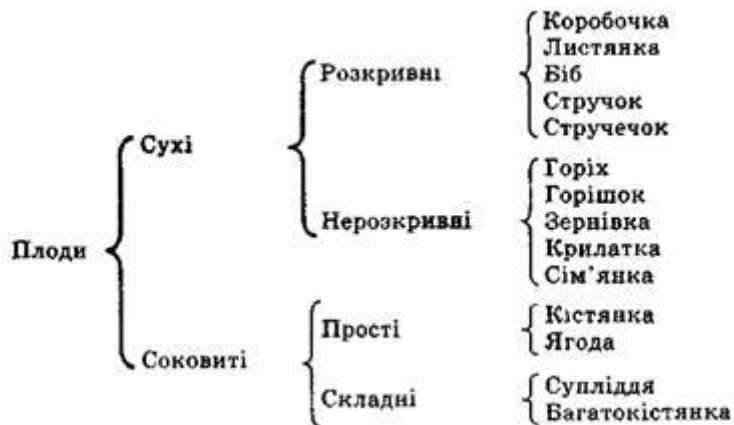 Плоди
Сухі
Розкривні
Коробочка
Листянка
Біб
Стручок
Стручечок
Нерозкривні
Горіх
Горішок
Зернівка
Крилатка
Сім’янка
Соковиті
Прості
Кістянка
Ягода
Складні
Супліддя
Багатокістянка